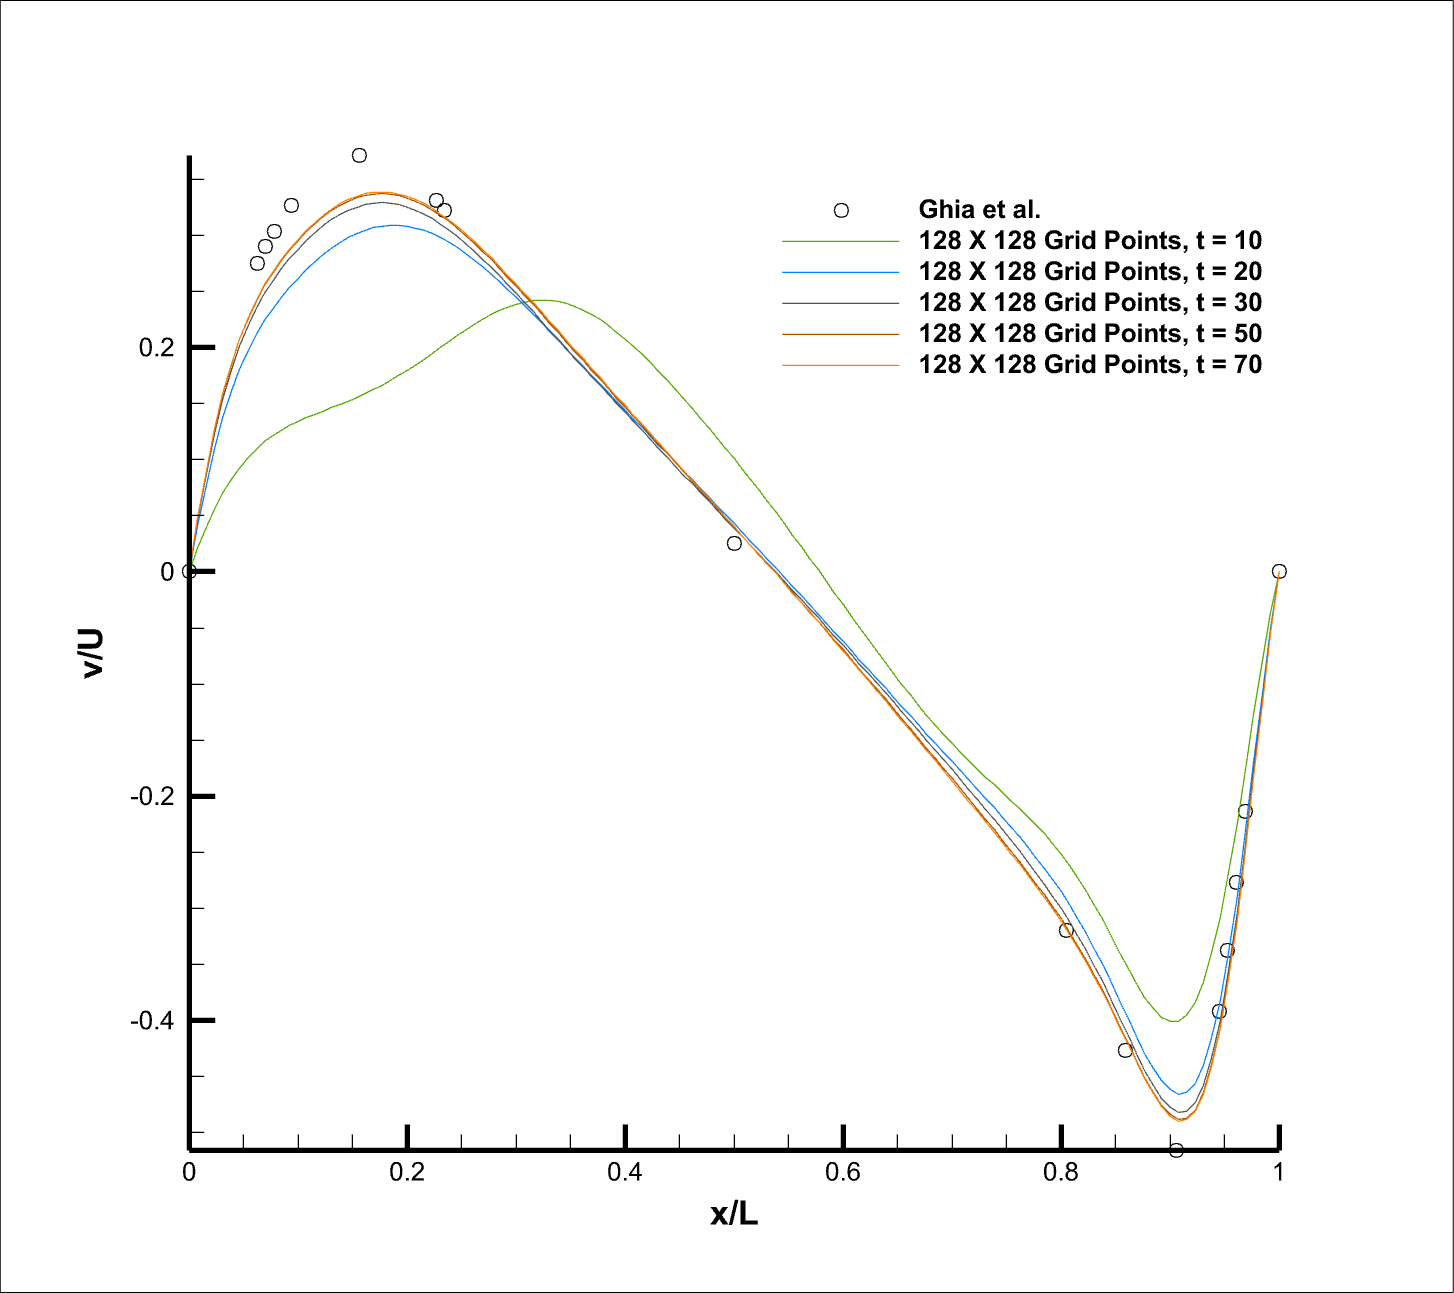 Ghia et al.
128 X 128 Grid Points, t = 10
128 X 128 Grid Points, t = 20
128 X 128 Grid Points, t = 30
128 X 128 Grid Points, t = 50
128 X 128 Grid Points, t = 70
0.2
0
-0.2
-0.4
v/U
0 0.2 0.4 0.6 0.8 1
x/L